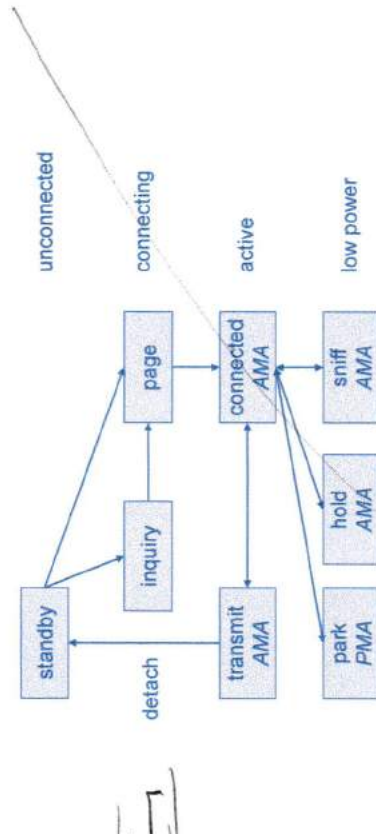 standby
unconnected
detach
inquiry
page
connecting
transmit
AMA
connected
AMA
active
park
PMA
hold
AMA
sniff
AMA
low power